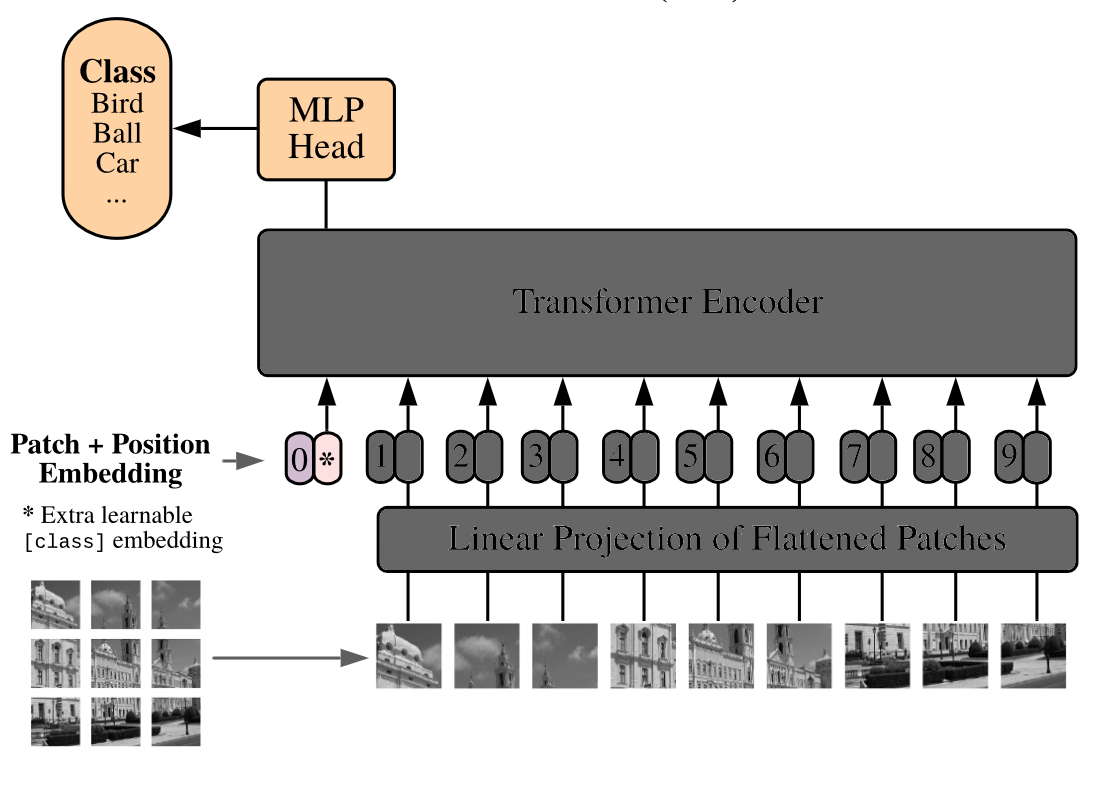 Class
Bird
Ball
Car
...
MLP
Head
Transformer Encoder
Patch + Position
Embedding
0 * 1 2 3 4 5 6 7 8 9
* Extra learnable
[class] embedding
Linear Projection of Flattened Patches